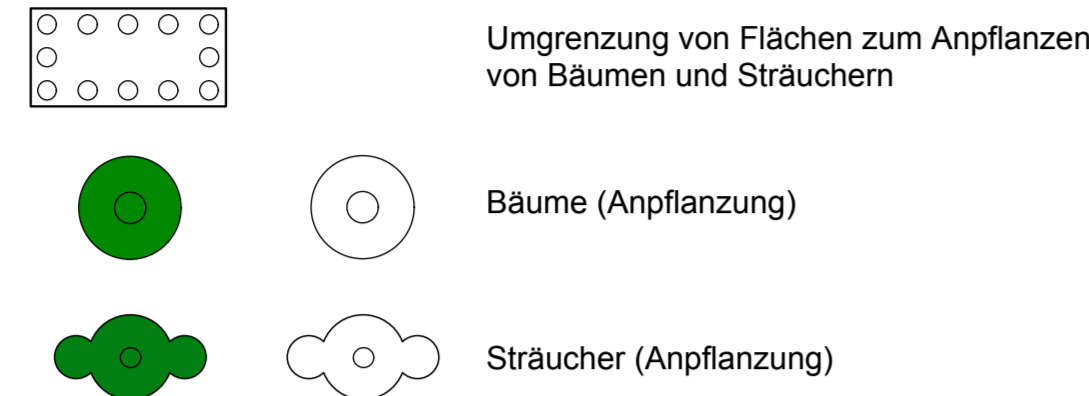 Umgrenzung von Flächen zum Anpflanzen
von Bäumen und Sträuchern
Bäume (Anpflanzung)
Sträucher (Anpflanzung)